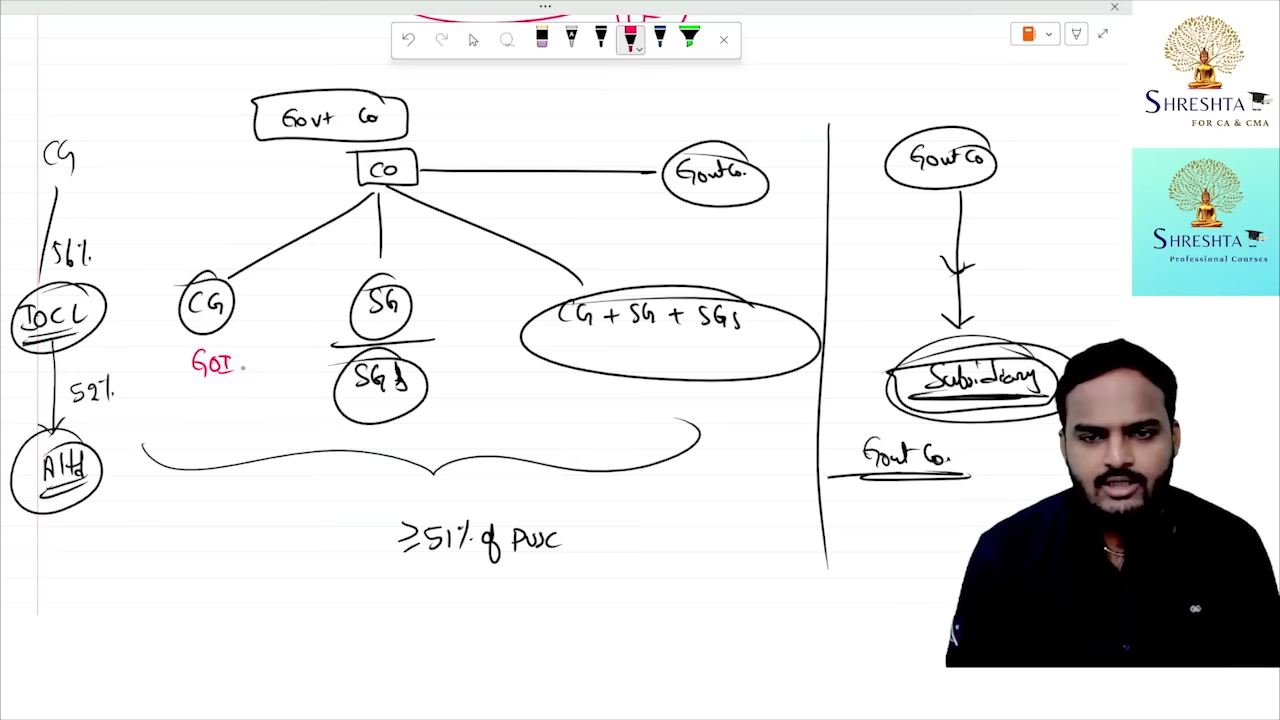 Govt Co
CO
Govt Co.
CG
56%
IOCL
52%
A ltd
CG
GOI
SG
SGs
CG + SG + SGs
≥51% of PUSC
Govt Co
Subsidiary
Govt Co.
SHRESHTA
FOR CA & CMA
SHRESHTA
Professional Courses